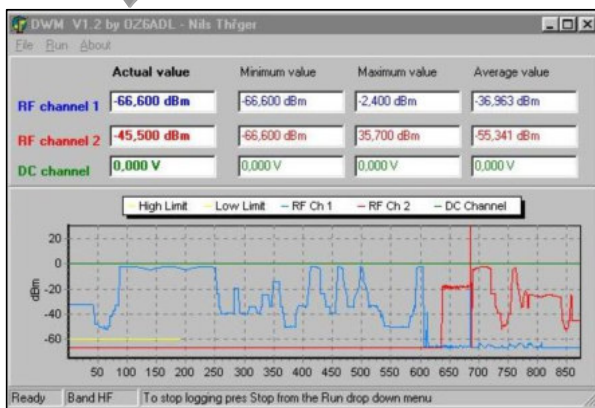 DWM V1.2 by OZ6ADL - Nils Thřger
File Run About
Actual value Minimum value Maximum value Average value
RF channel 1 -66,600 dBm -66,600 dBm -2,400 dBm -36,963 dBm
RF channel 2 -45,500 dBm -66,600 dBm 35,700 dBm -55,341 dBm
DC channel 0,000 V 0,000 V 0,000 V 0,000 V
High Limit Low Limit RF Ch 1 RF Ch 2 DC Channel
dBm
20
0
-20
-40
-60
50 100 150 200 250 300 350 400 450 500 550 600 650 700 750 800 850
Ready Band HF To stop logging pres Stop from the Run drop down menu